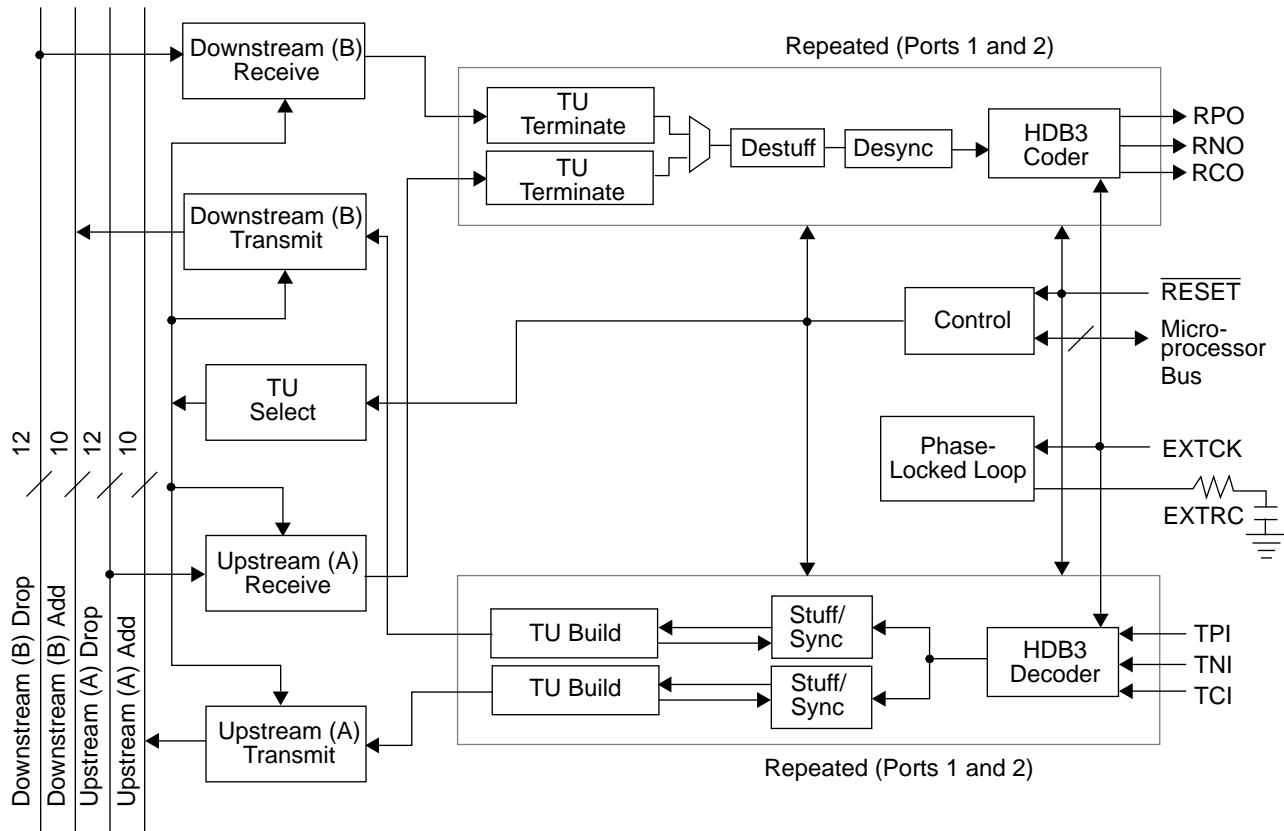 Downstream (B)
Receive
Repeated (Ports 1 and 2)
TU
Terminate
TU
Terminate
Destuff
Desync
HDB3
Coder
RPO
RNO
RCO
Downstream (B)
Transmit
Control
RESET
Micro-
processor
Bus
TU
Select
12
10
12
10
Phase-
Locked Loop
EXTCK
EXTRC
Upstream (A)
Receive
Downstream (B) Drop
Downstream (B) Add
Upstream (A) Drop
Upstream (A) Add
TU Build
Stuff/
Sync
TU Build
Stuff/
Sync
HDB3
Decoder
TPI
TNI
TCI
Upstream (A)
Transmit
Repeated (Ports 1 and 2)